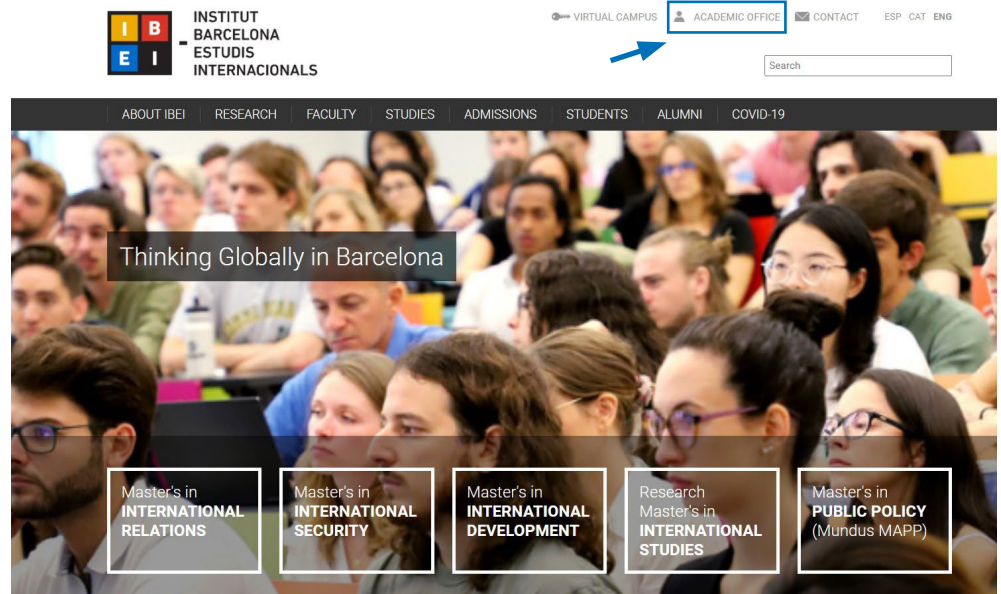 I B
E I
INSTITUT
BARCELONA
ESTUDIS
INTERNACIONALS
VIRTUAL CAMPUS ACADEMIC OFFICE CONTACT ESP CAT ENG
Search
ABOUT IBEI RESEARCH FACULTY STUDIES ADMISSIONS STUDENTS ALUMNI COVID-19
Thinking Globally in Barcelona
Master's in
INTERNATIONAL
RELATIONS
Master's in
INTERNATIONAL
SECURITY
Master's in
INTERNATIONAL
DEVELOPMENT
Research
Master's in
INTERNATIONAL
STUDIES
Master's in
PUBLIC POLICY
(Mundus MAPP)